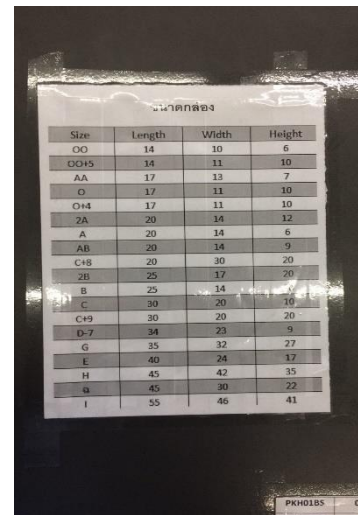 ขนาดกล่อง
Size Length Width Height
OO 14 10 6
OO+5 14 11 10
AA 17 13 7
O 17 11 10
O+4 17 11 10
2A 20 14 12
A 20 14 6
AB 20 14 9
C+8 20 30 20
2B 25 17 20
B 25 14
C 30 20 10
C+9 30 20 20
D-7 34 23 9
G 35 32 27
E 40 24 17
H 45 42 35
45 30 22
I 55 46 41
PKH01BS